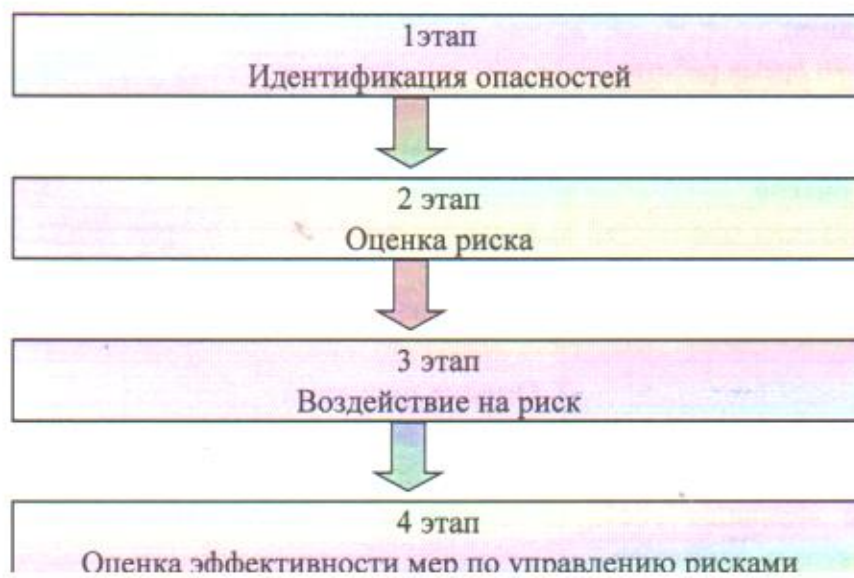 1этап
Идентификация опасностей
2 этап
Оценка риска
3 этап
Воздействие на риск
4 этап
Оценка эффективности мер по управлению рисками